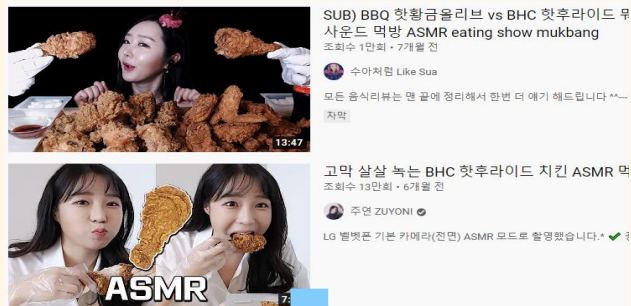 SUB) BBQ 핫황금올리브 vs BHC 핫후라이드
사운드 먹방 ASMR eating show mukbang
조회수 1만회 • 7개월 전
수아처럼 Like Sua
모든 음식리뷰는 맨 끝에 정리해서 한번 더 얘기 해드립니다 ^^—
자막
13:47
고막 살살 녹는 BHC 핫후라이드 치킨 ASMR
조회수 13만회 • 6개월 전
주연 ZUYONI
LG 벨벳폰 기본 카메라(전면) ASMR 모드로 촬영했습니다.* ✔
ASMR
7: